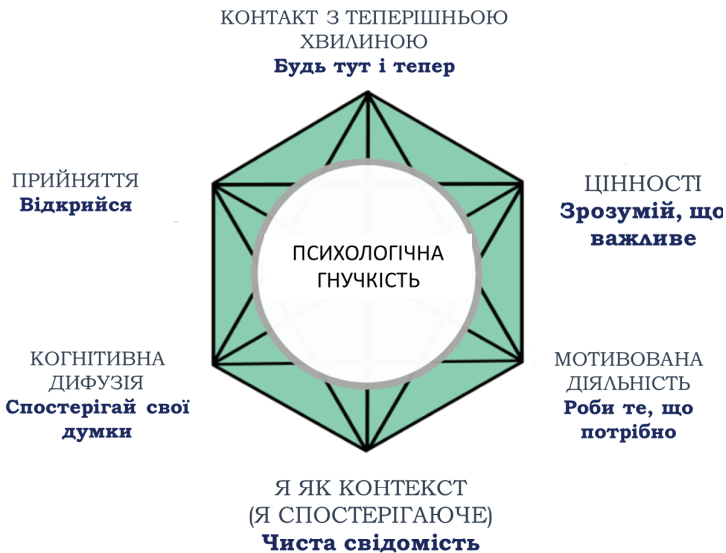 КОНТАКТ З ТЕПЕРІШНЬОЮ
ХВИЛИНОЮ
Будь тут і тепер
ПРИЙНЯТТЯ
Відкрийся
ЦІННОСТІ
Зрозумій, що
важливе
ПСИХОЛОГІЧНА
ГНУЧКІСТЬ
КОГНІТИВНА
ДИФУЗІЯ
Спостерігай свої
думки
МОТИВОВАНА
ДІЯЛЬНІСТЬ
Роби те, що
потрібно
Я ЯК КОНТЕКСТ
(Я СПОСТЕРІГАЮЧЕ)
Чиста свідомість